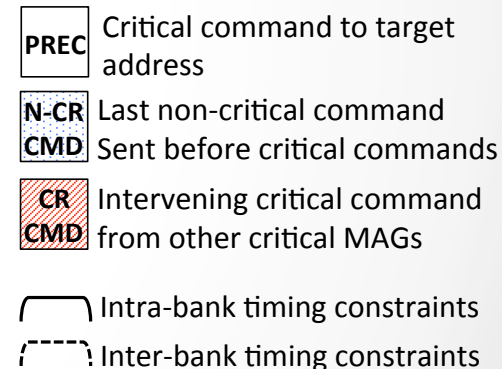 PREC Critical command to target
address
N-CR Last non-critical command
CMD Sent before critical commands
CR Intervening critical command
CMD from other critical MAGs
Intra-bank timing constraints
Inter-bank timing constraints